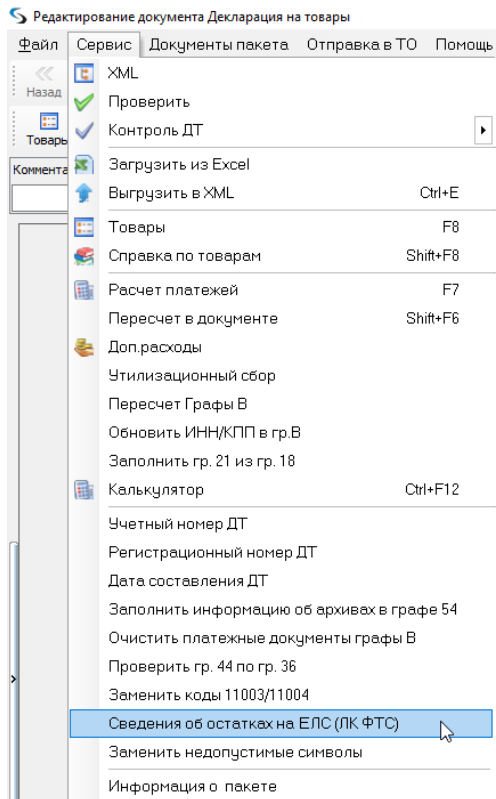 Редактирование документа Декларация на товары
Файл Сервис Документы пакета Отправка в ТО Помощь
Назад
XML
Проверить
Контроль ДТ
Товары
Коммента
Загрузить из Excel
Выгрузить в XML Ctrl+E
Товары F8
Справка по товарам Shift+F8
Расчет платежей F7
Пересчет в документе Shift+F6
Доп.расходы
Утилизационный сбор
Пересчет Графы В
Обновить ИНН/КПП в гр.В
Заполнить гр. 21 из гр. 18
Калькулятор Ctrl+F12
Учетный номер ДТ
Регистрационный номер ДТ
Дата составления ДТ
Заполнить информацию об архивах в графе 54
Очистить платежные документы графы В
Проверить гр. 44 по гр. 36
Заменить коды 11003/11004
Сведения об остатках на ЕЛС (ЛК ФТС)
Заменить недопустимые символы
Информация о пакете